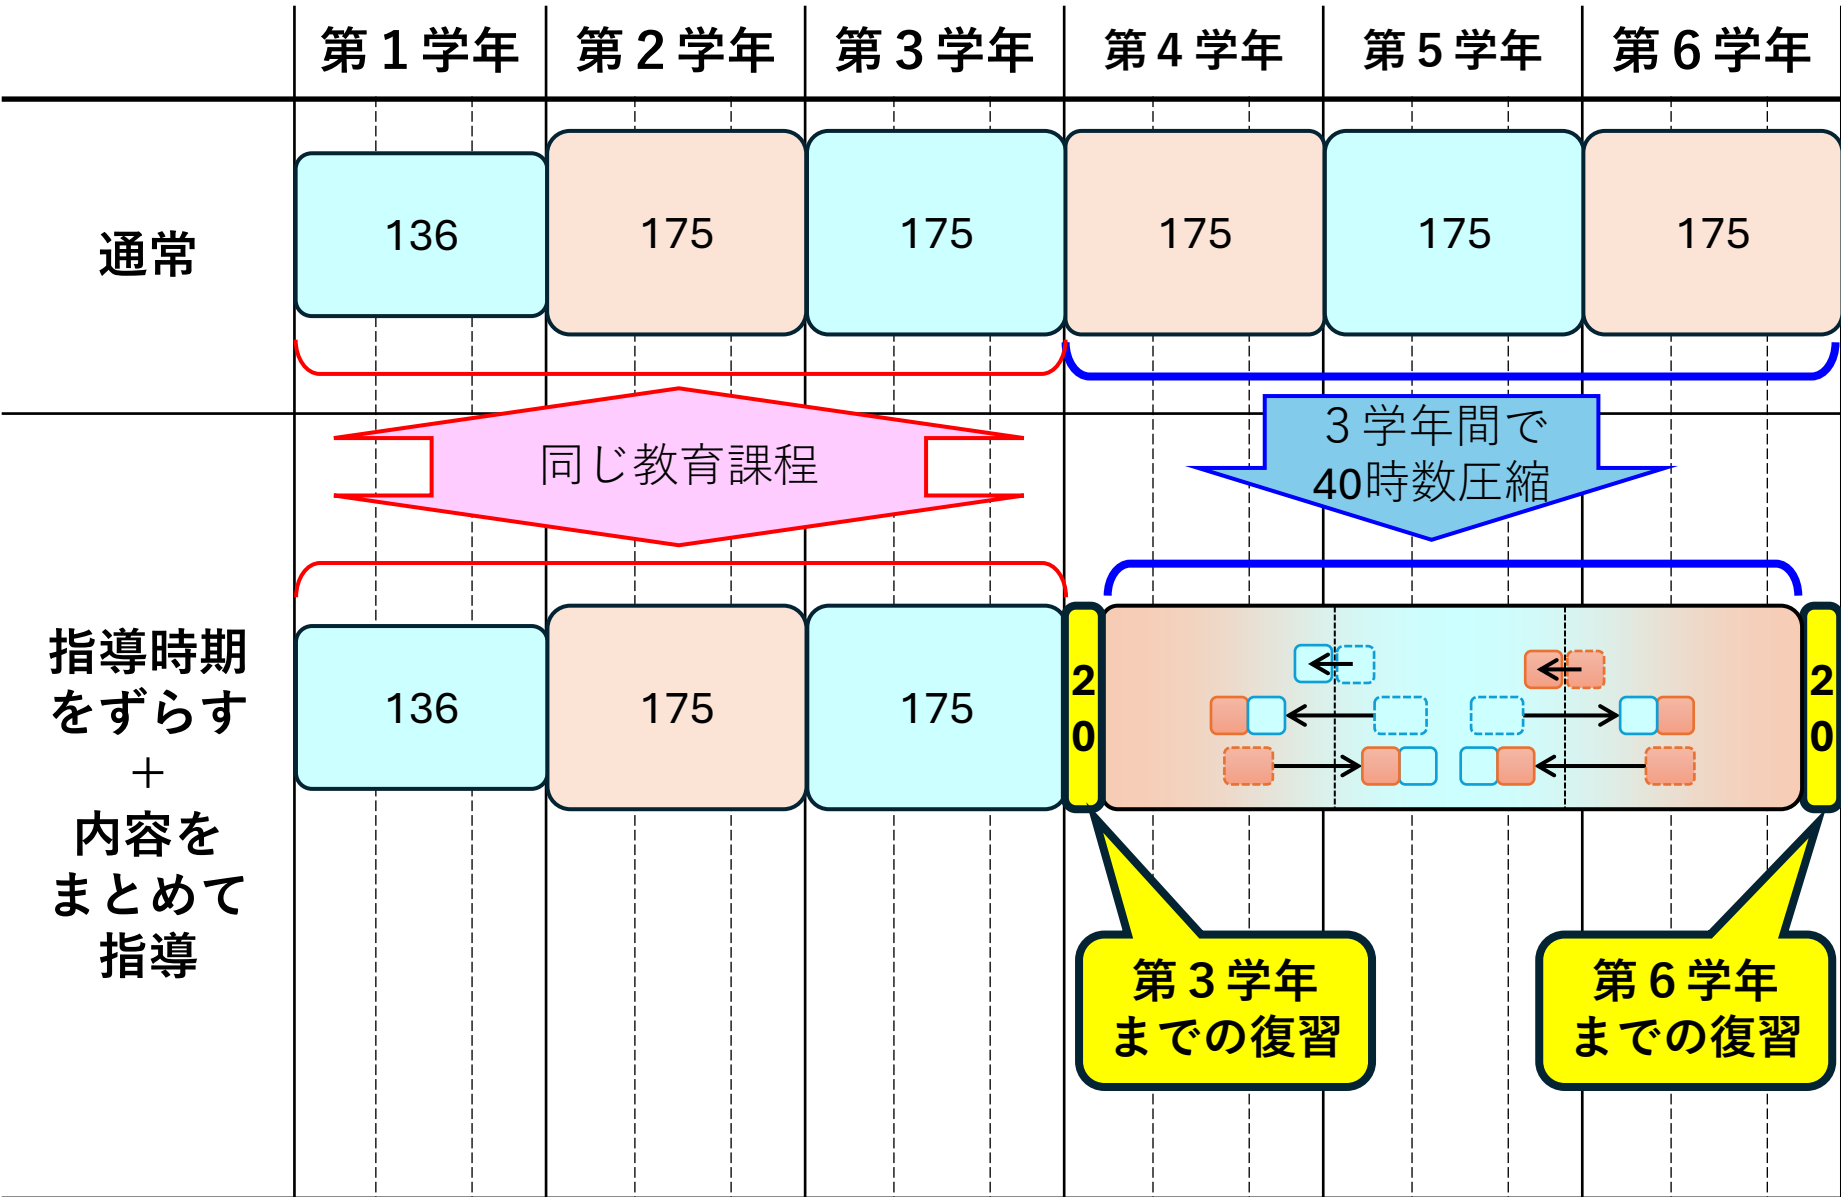 第１学年
第２学年
第３学年
第４学年
第５学年
第６学年
通常
136
175
175
175
175
175
同じ教育課程
３学年間で
40時数圧縮
指導時期
をずらす
＋
内容を
まとめて
指導
136
175
175
2
0
2
0
第３学年
までの復習
第６学年
までの復習